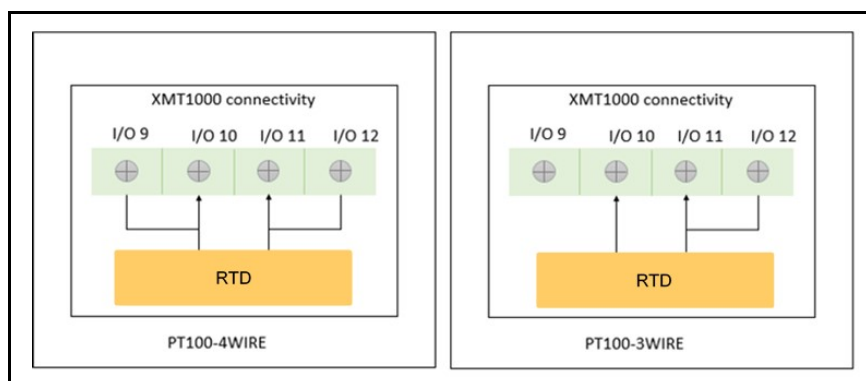 XMT1000 connectivity
I/O 9 I/O 10 I/O 11 I/O 12
RTD
PT100-4WIRE
XMT1000 connectivity
I/O 9 I/O 10 I/O 11 I/O 12
RTD
PT100-3WIRE